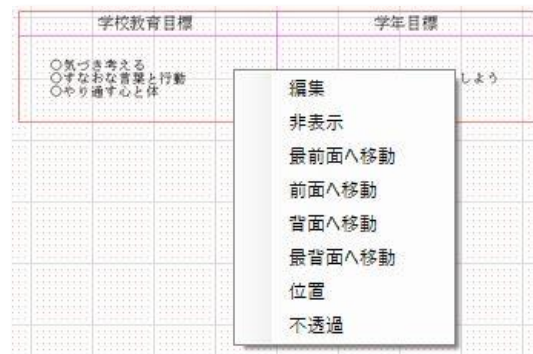 学校教育目標
学年目標
○気づき考える
○すなおな言葉と行動
○やり通す心と体
しよう
編集
非表示
最前面へ移動
前面へ移動
背面へ移動
最背面へ移動
位置
不透過